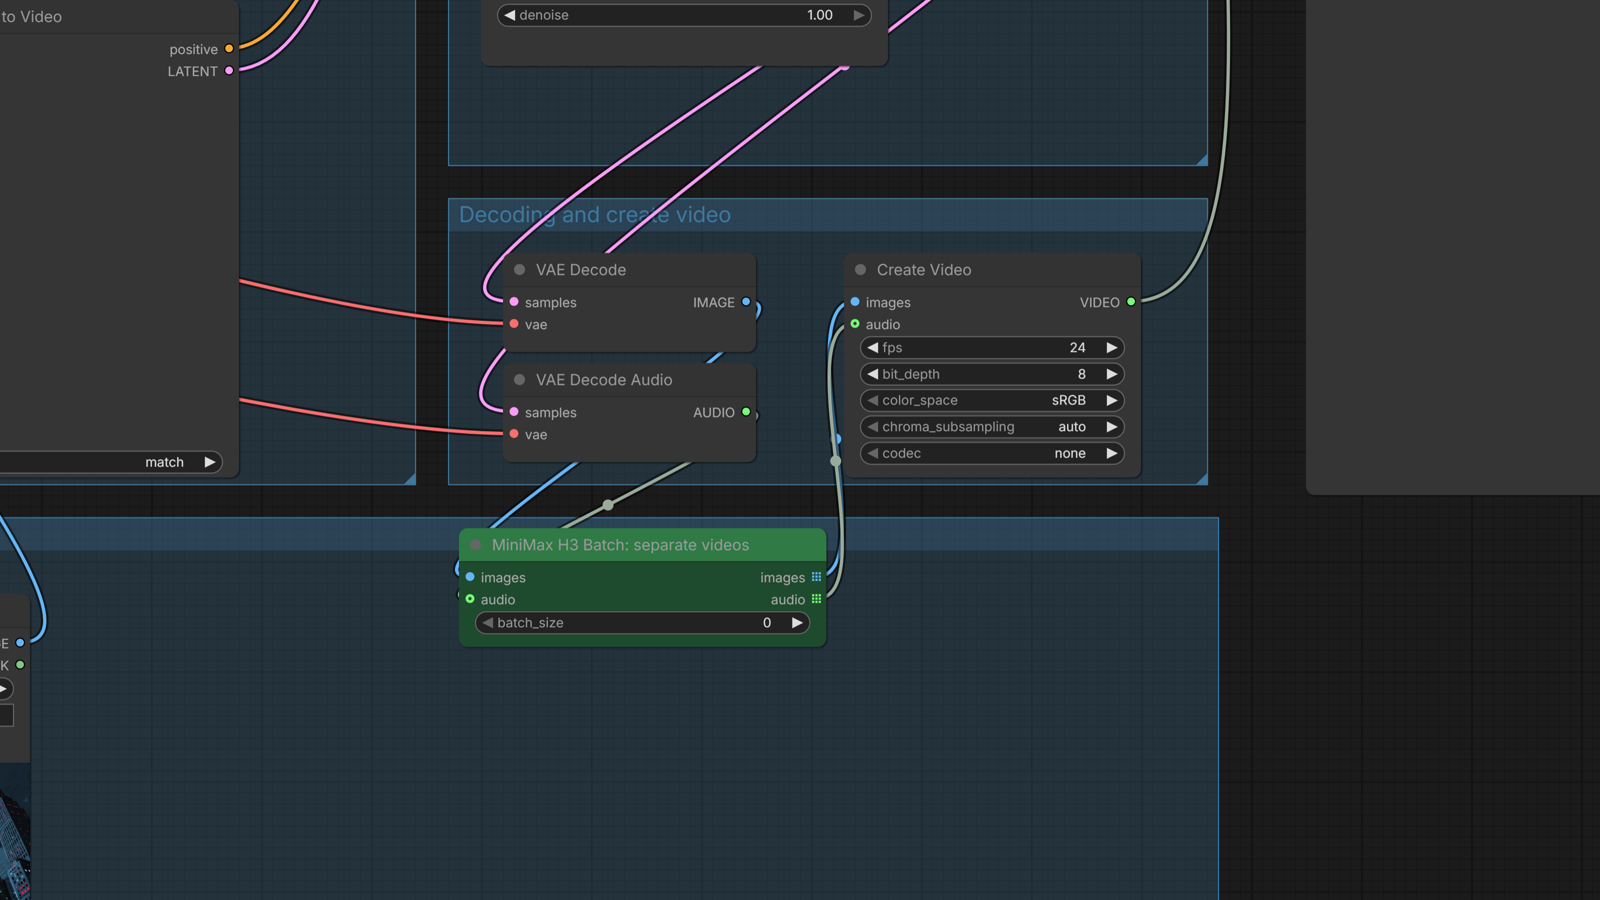 to Video
positive
LATENT
match
denoise 1.00
Decoding and create video
VAE Decode
samples IMAGE
vae
VAE Decode Audio
samples AUDIO
vae
Create Video
images VIDEO
audio
fps 24
bit_depth 8
color_space sRGB
chroma_subsampling auto
codec none
MiniMax H3 Batch: separate videos
images images
audio audio
batch_size 0
E
K